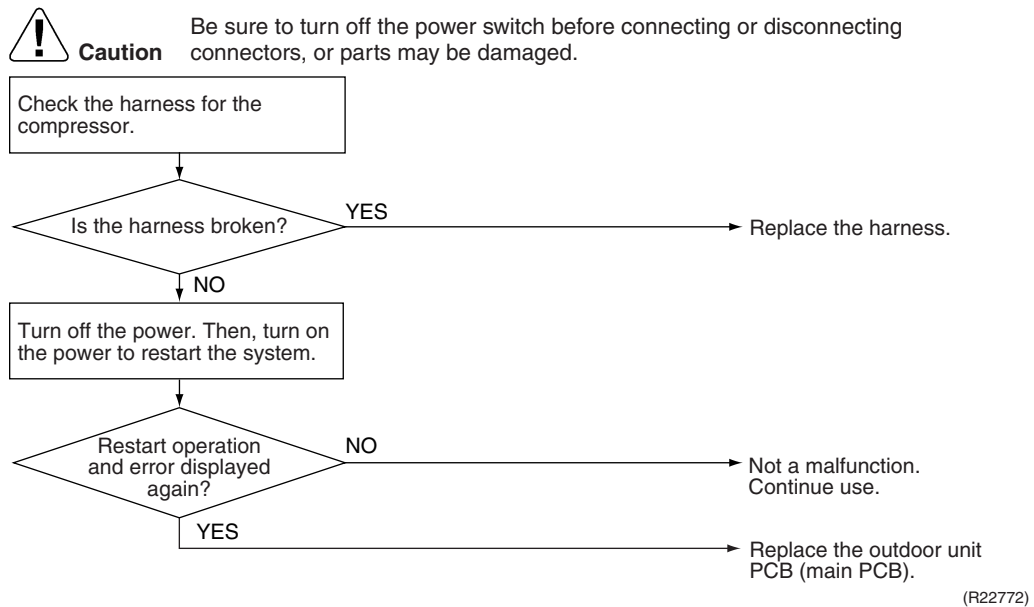 Be sure to turn off the power switch before connecting or disconnecting
Caution connectors, or parts may be damaged.
Check the harness for the
compressor.
Is the harness broken?
YES
Replace the harness.
NO
Turn off the power. Then, turn on
the power to restart the system.
Restart operation
and error displayed
again?
NO
Not a malfunction.
Continue use.
YES
Replace the outdoor unit
PCB (main PCB).
(R22772)